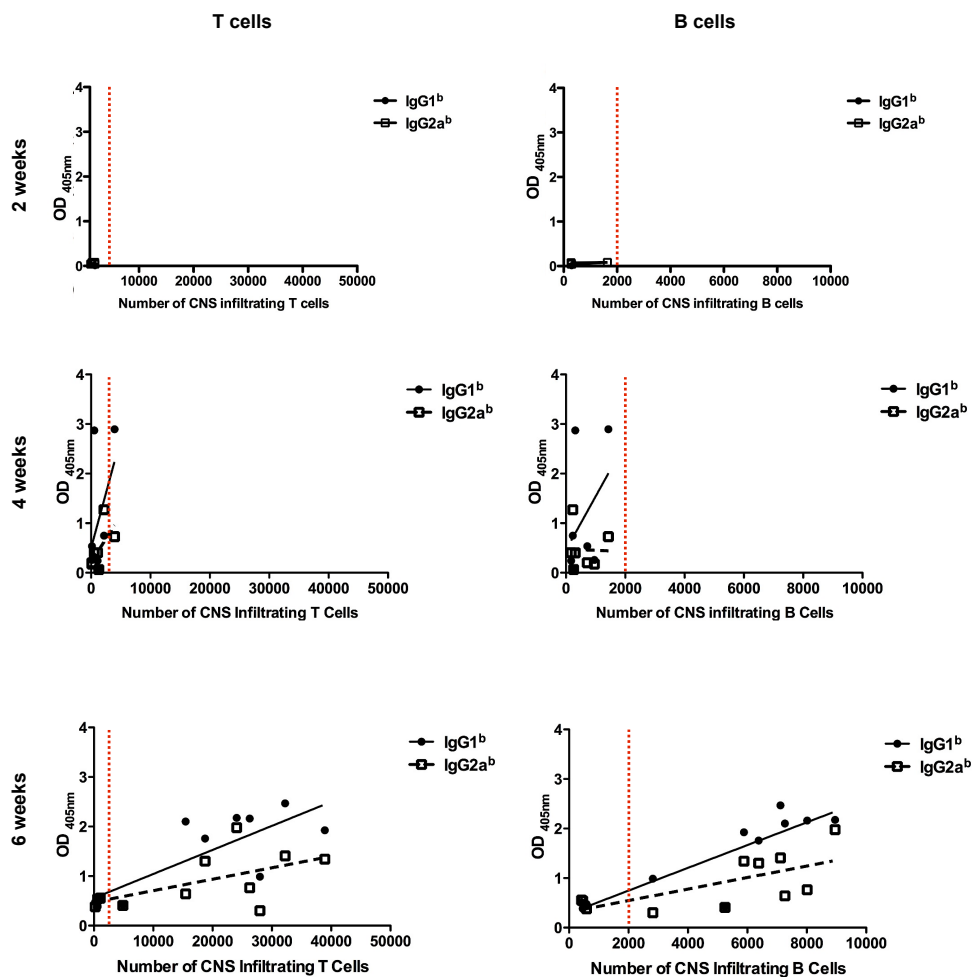 T cells
B cells
2 weeks
OD 405nm
4
3
2
1
0
10000 20000 30000 40000 50000
Number of CNS infiltrating T cells
IgG1b
IgG2ab
OD 405nm
4
3
2
1
0
0 2000 4000 6000 8000 10000
Number of CNS infiltrating B cells
IgG1b
IgG2ab
4 weeks
OD 405nm
4
3
2
1
0
0 10000 20000 30000 40000 50000
Number of CNS Infiltrating T Cells
IgG1b
IgG2ab
OD 405nm
4
3
2
1
0
0 2000 4000 6000 8000 10000
Number of CNS infiltrating B Cells
IgG1b
IgG2ab
6 weeks
OD 405nm
4
3
2
1
0
0 10000 20000 30000 40000 50000
Number of CNS Infiltrating T Cells
IgG1b
IgG2ab
OD 405nm
4
3
2
1
0
0 2000 4000 6000 8000 10000
Number of CNS Infiltrating B Cells
IgG1b
IgG2ab